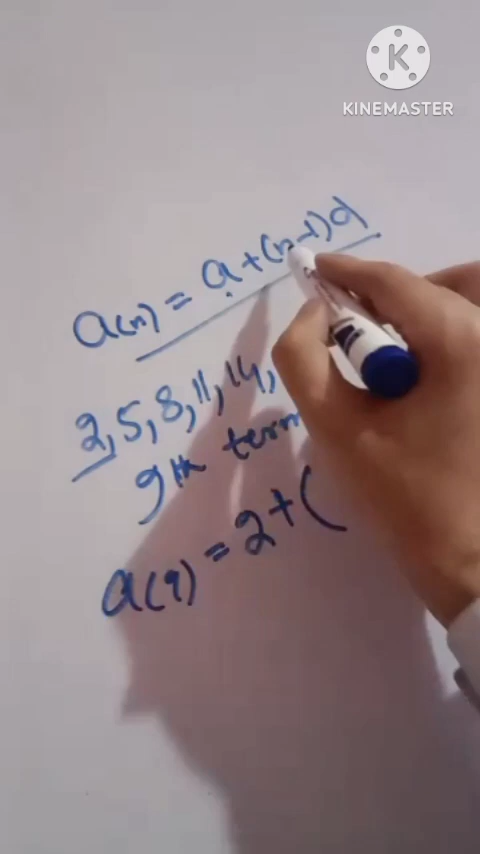 KINEMASTER
a(n) = a + (n-1)d
2, 5, 8, 11, 14,
9th term
a(9) = 2 + (